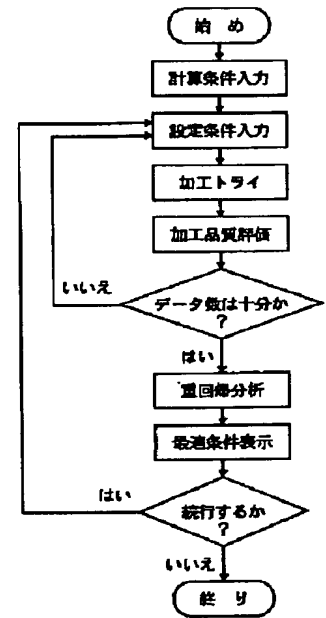 始 め
計算条件入力
設定条件入力
加工トライ
加工品質評価
いいえ
データ数は十分か
?
はい
重回帰分析
最適条件表示
はい
続行するか
?
いいえ
終 り